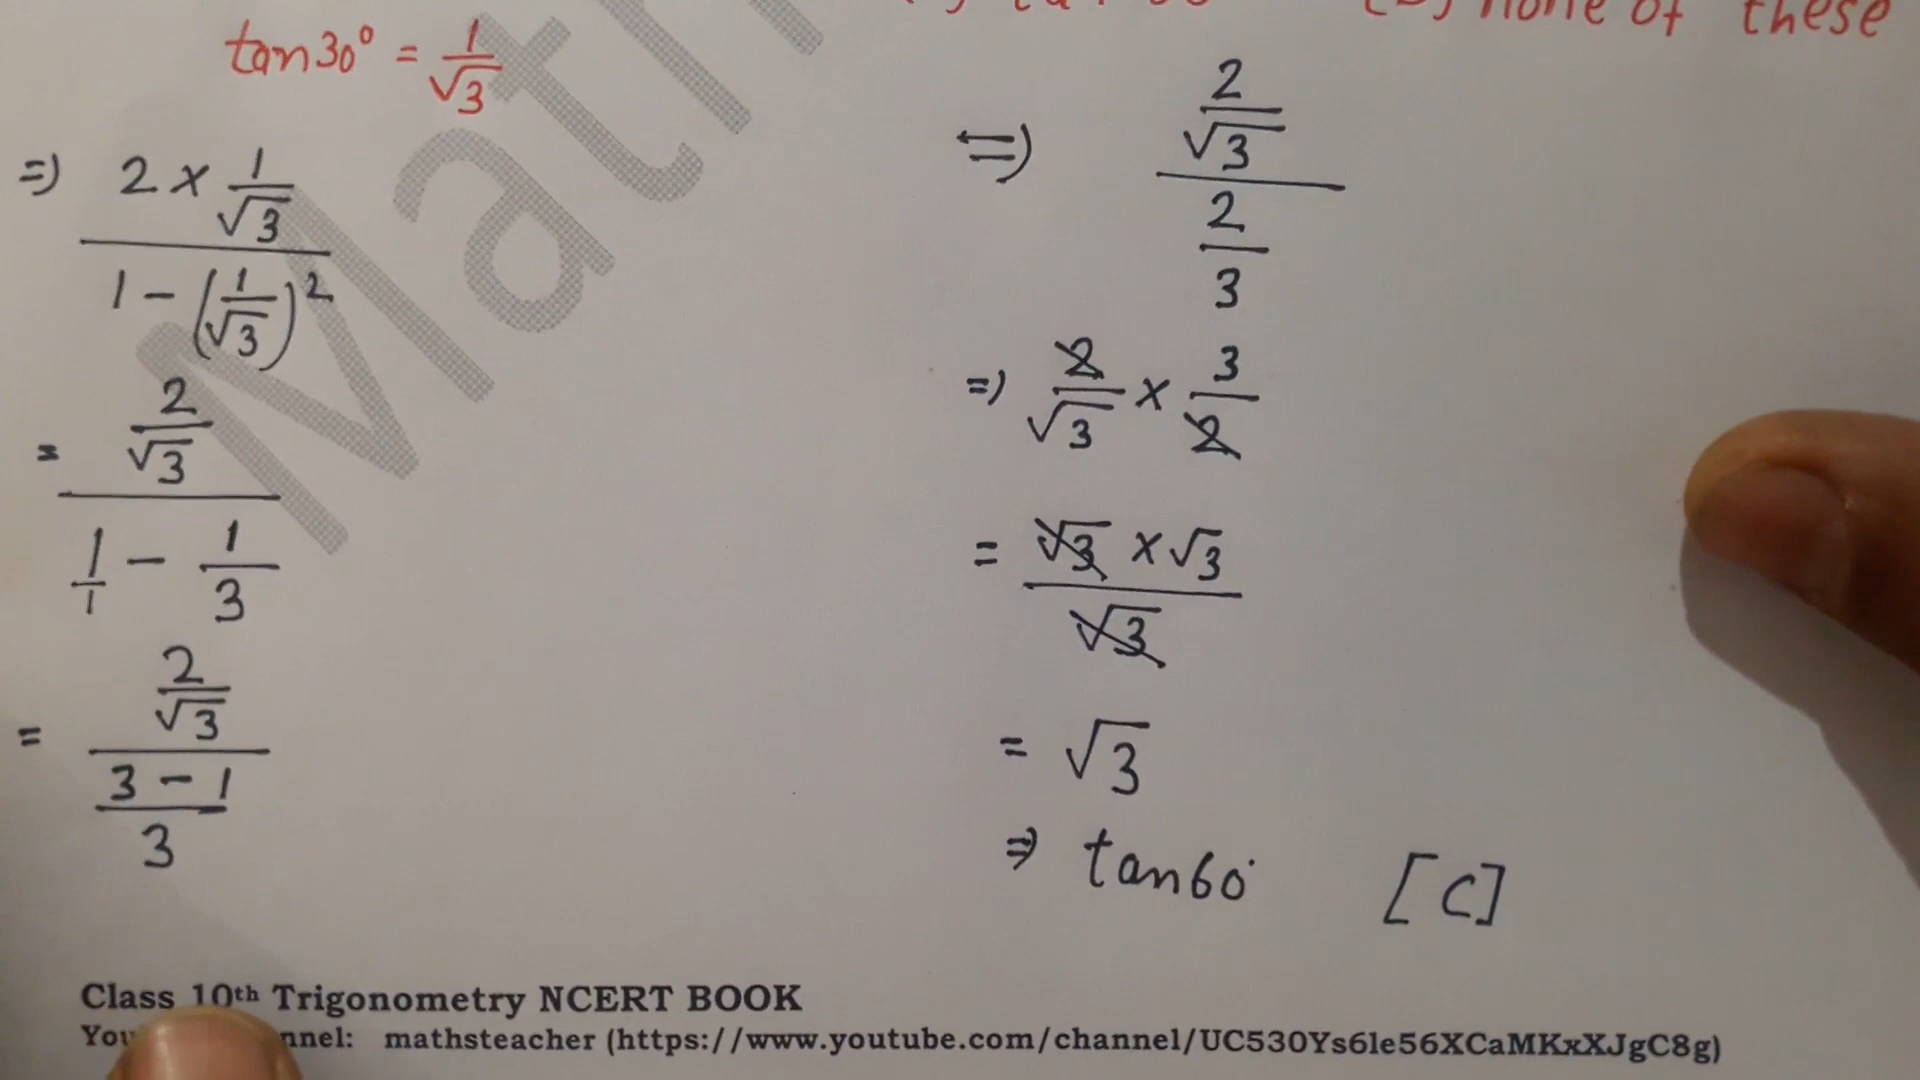 (D) none of these
tan30° = 1/√3
=) 2 × 1/√3 / 1 - (1/√3)²
= 2/√3 / 1/1 - 1/3
= 2/√3 / 3 - 1/3
=) 2/√3 / 2/3
=) 2/√3 × 3/2
= √3 × √3 / √3
= √3
⇒ tan60° [C]
Math
Class 10th Trigonometry NCERT BOOK
mathsteacher (https://www.youtube.com/channel/UC530Ys6le56XCaMKxXJgC8g)